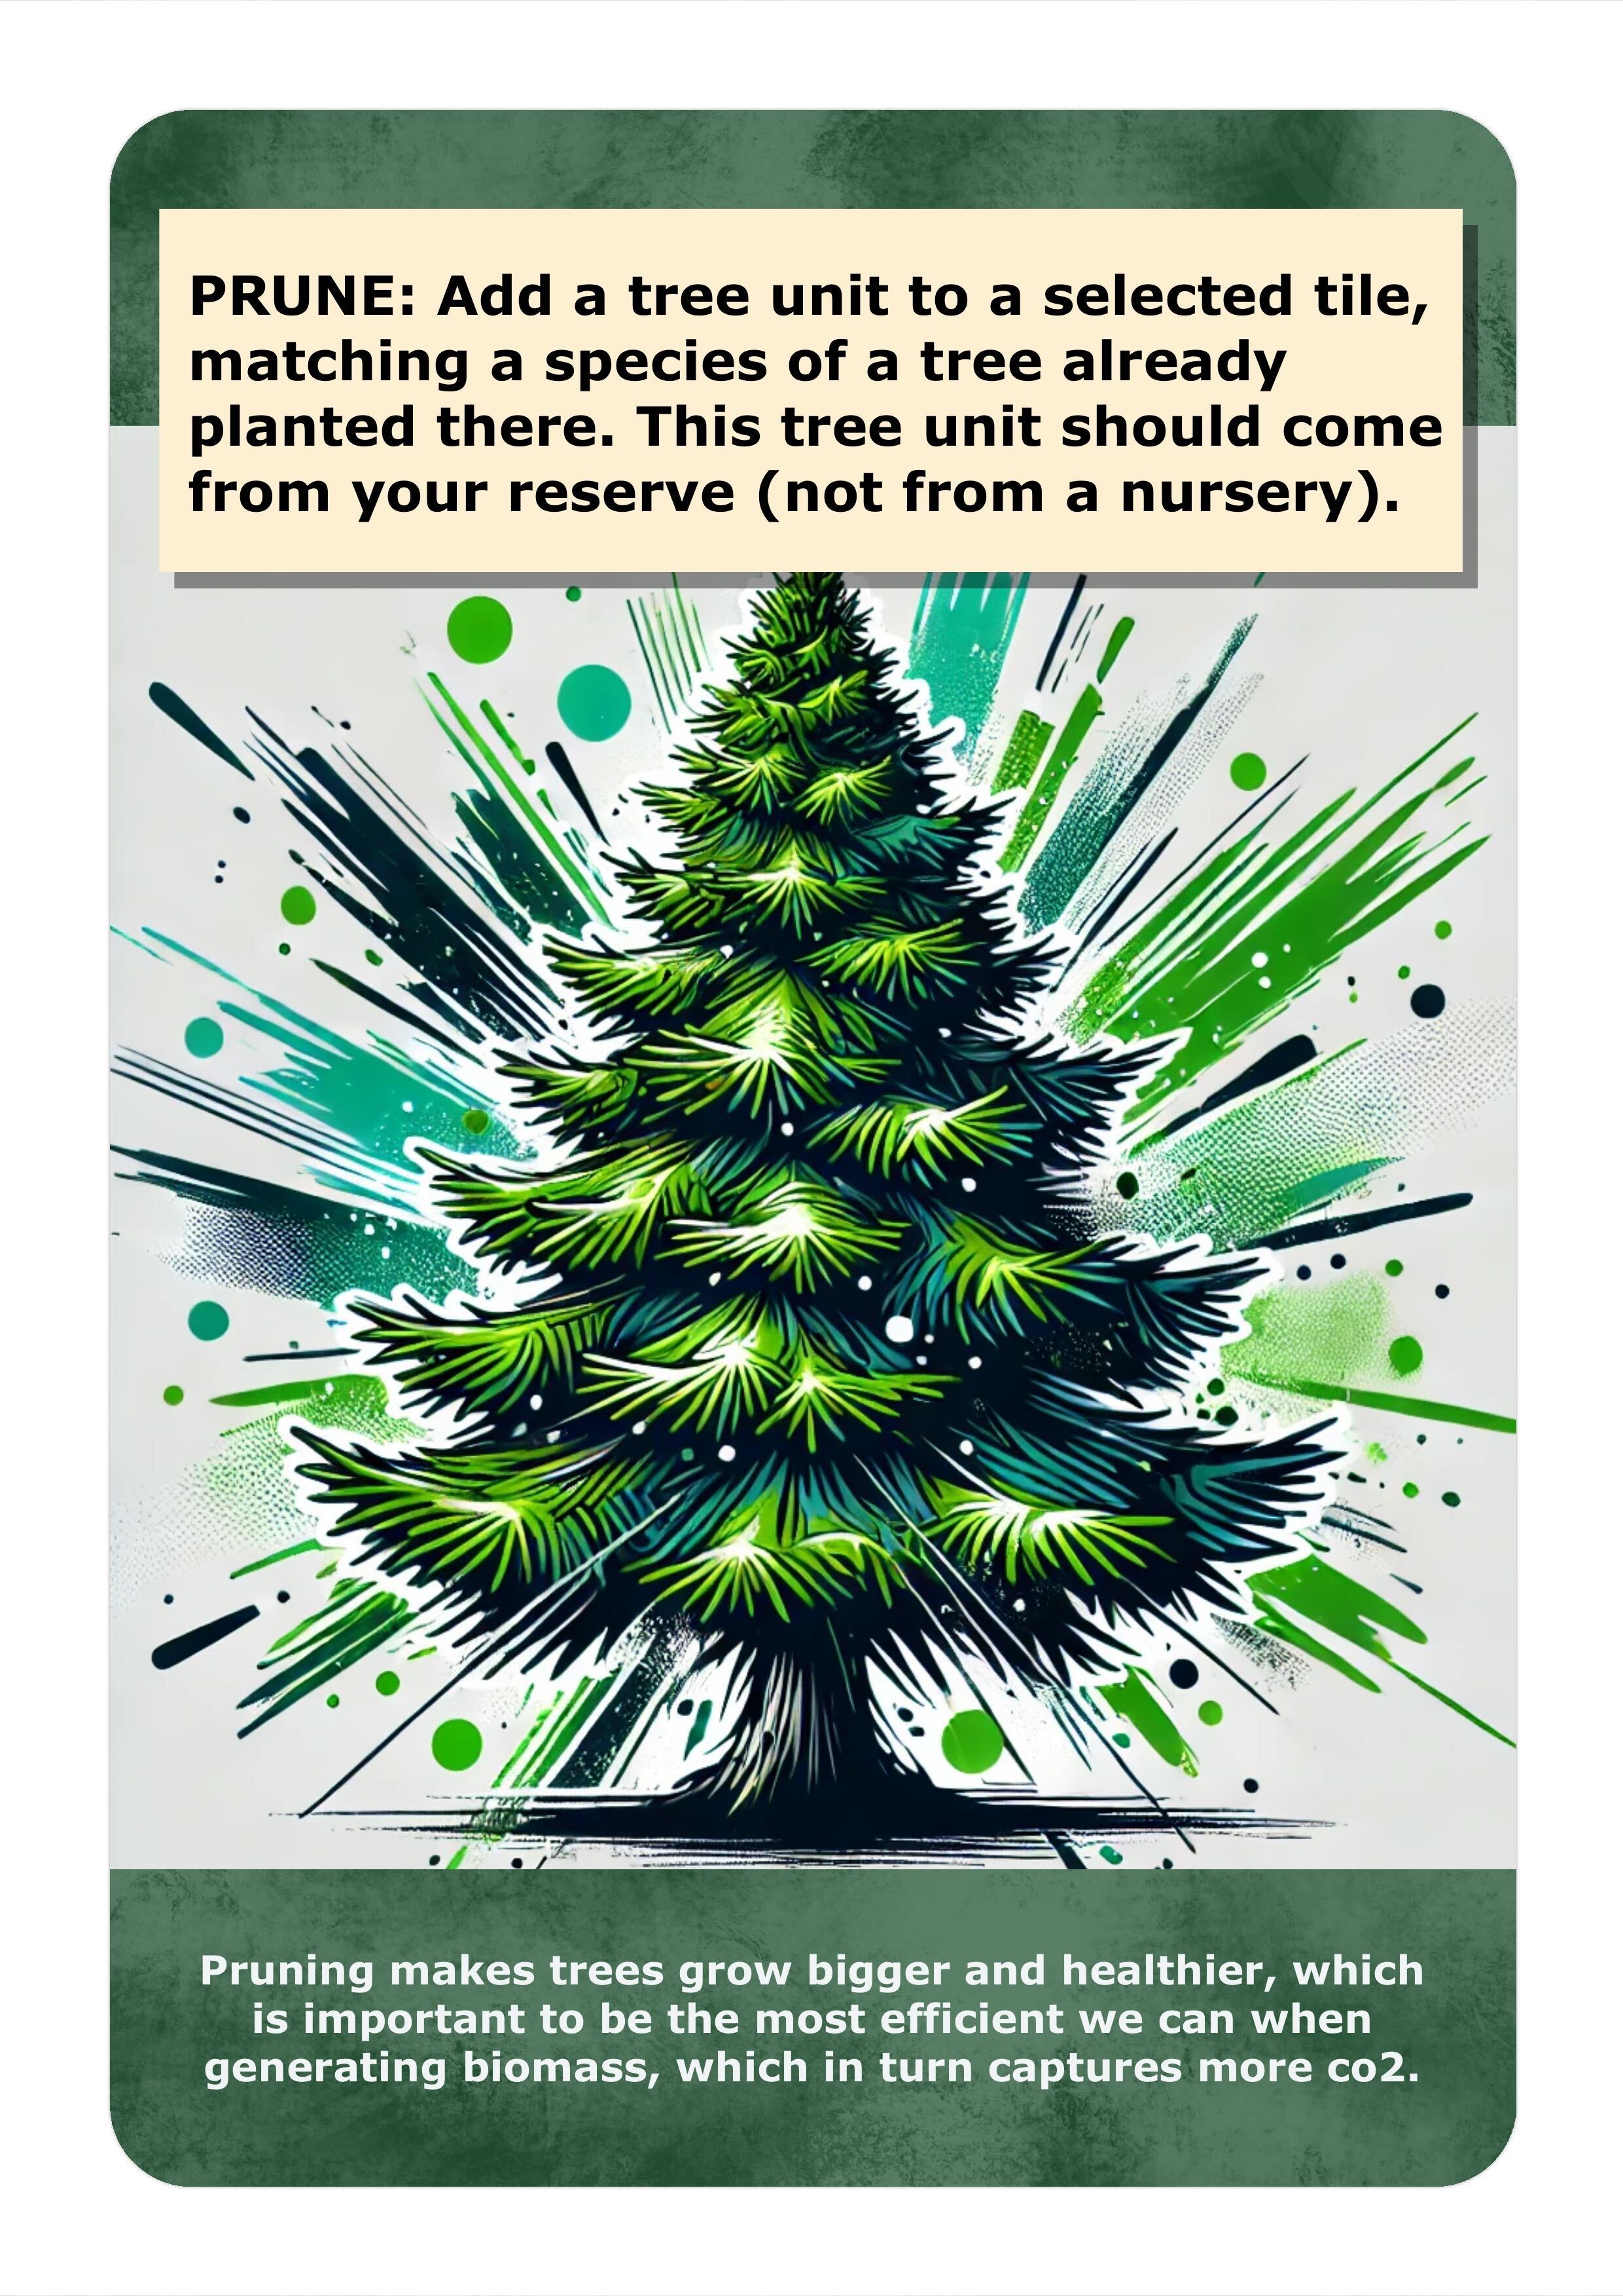 PRUNE: Add a tree unit to a selected tile,
matching a species of a tree already
planted there. This tree unit should come
from your reserve (not from a nursery).
Pruning makes trees grow bigger and healthier, which
is important to be the most efficient we can when
generating biomass, which in turn captures more co2.